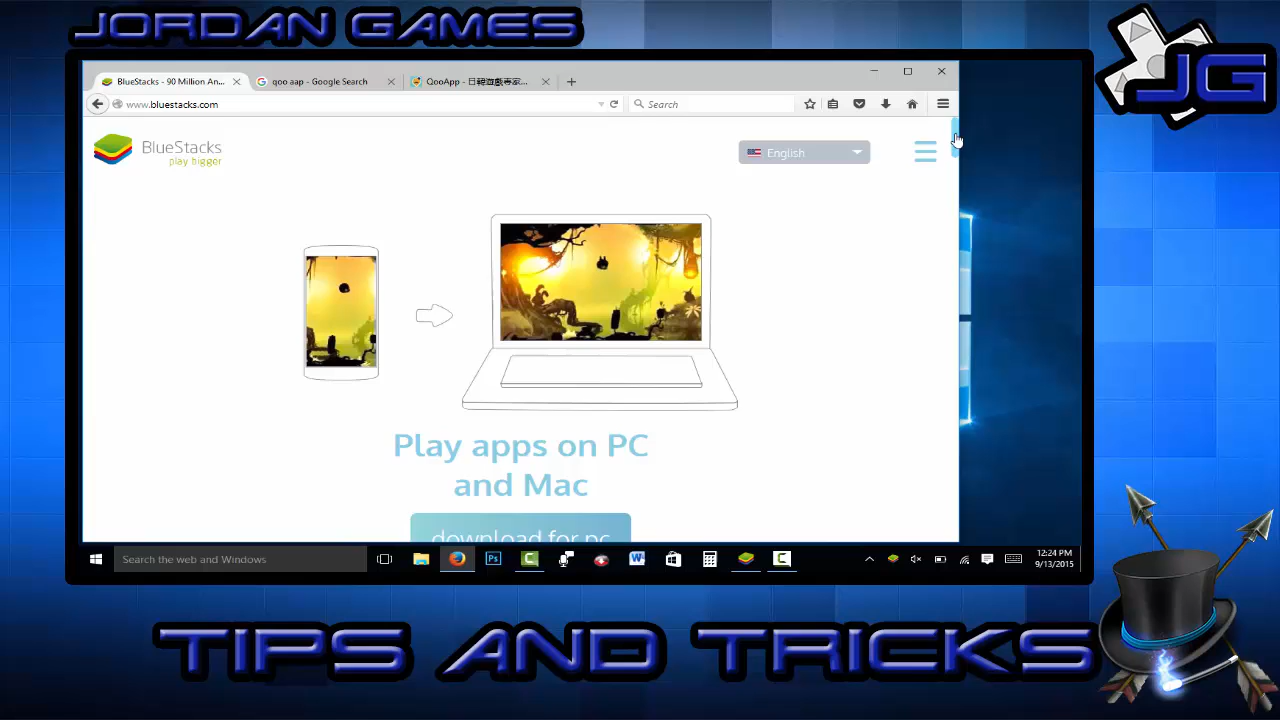 JORDAN GAMES
JG
BlueStacks - 90 Million An...
qoo aap - Google Search
QooApp - 日韓遊戲専家...
www.bluestacks.com
Search
BlueStacks
play bigger
English
Play apps on PC
and Mac
download for pc
Search the web and Windows
12:24 PM
9/13/2015
TIPS AND TRICKS